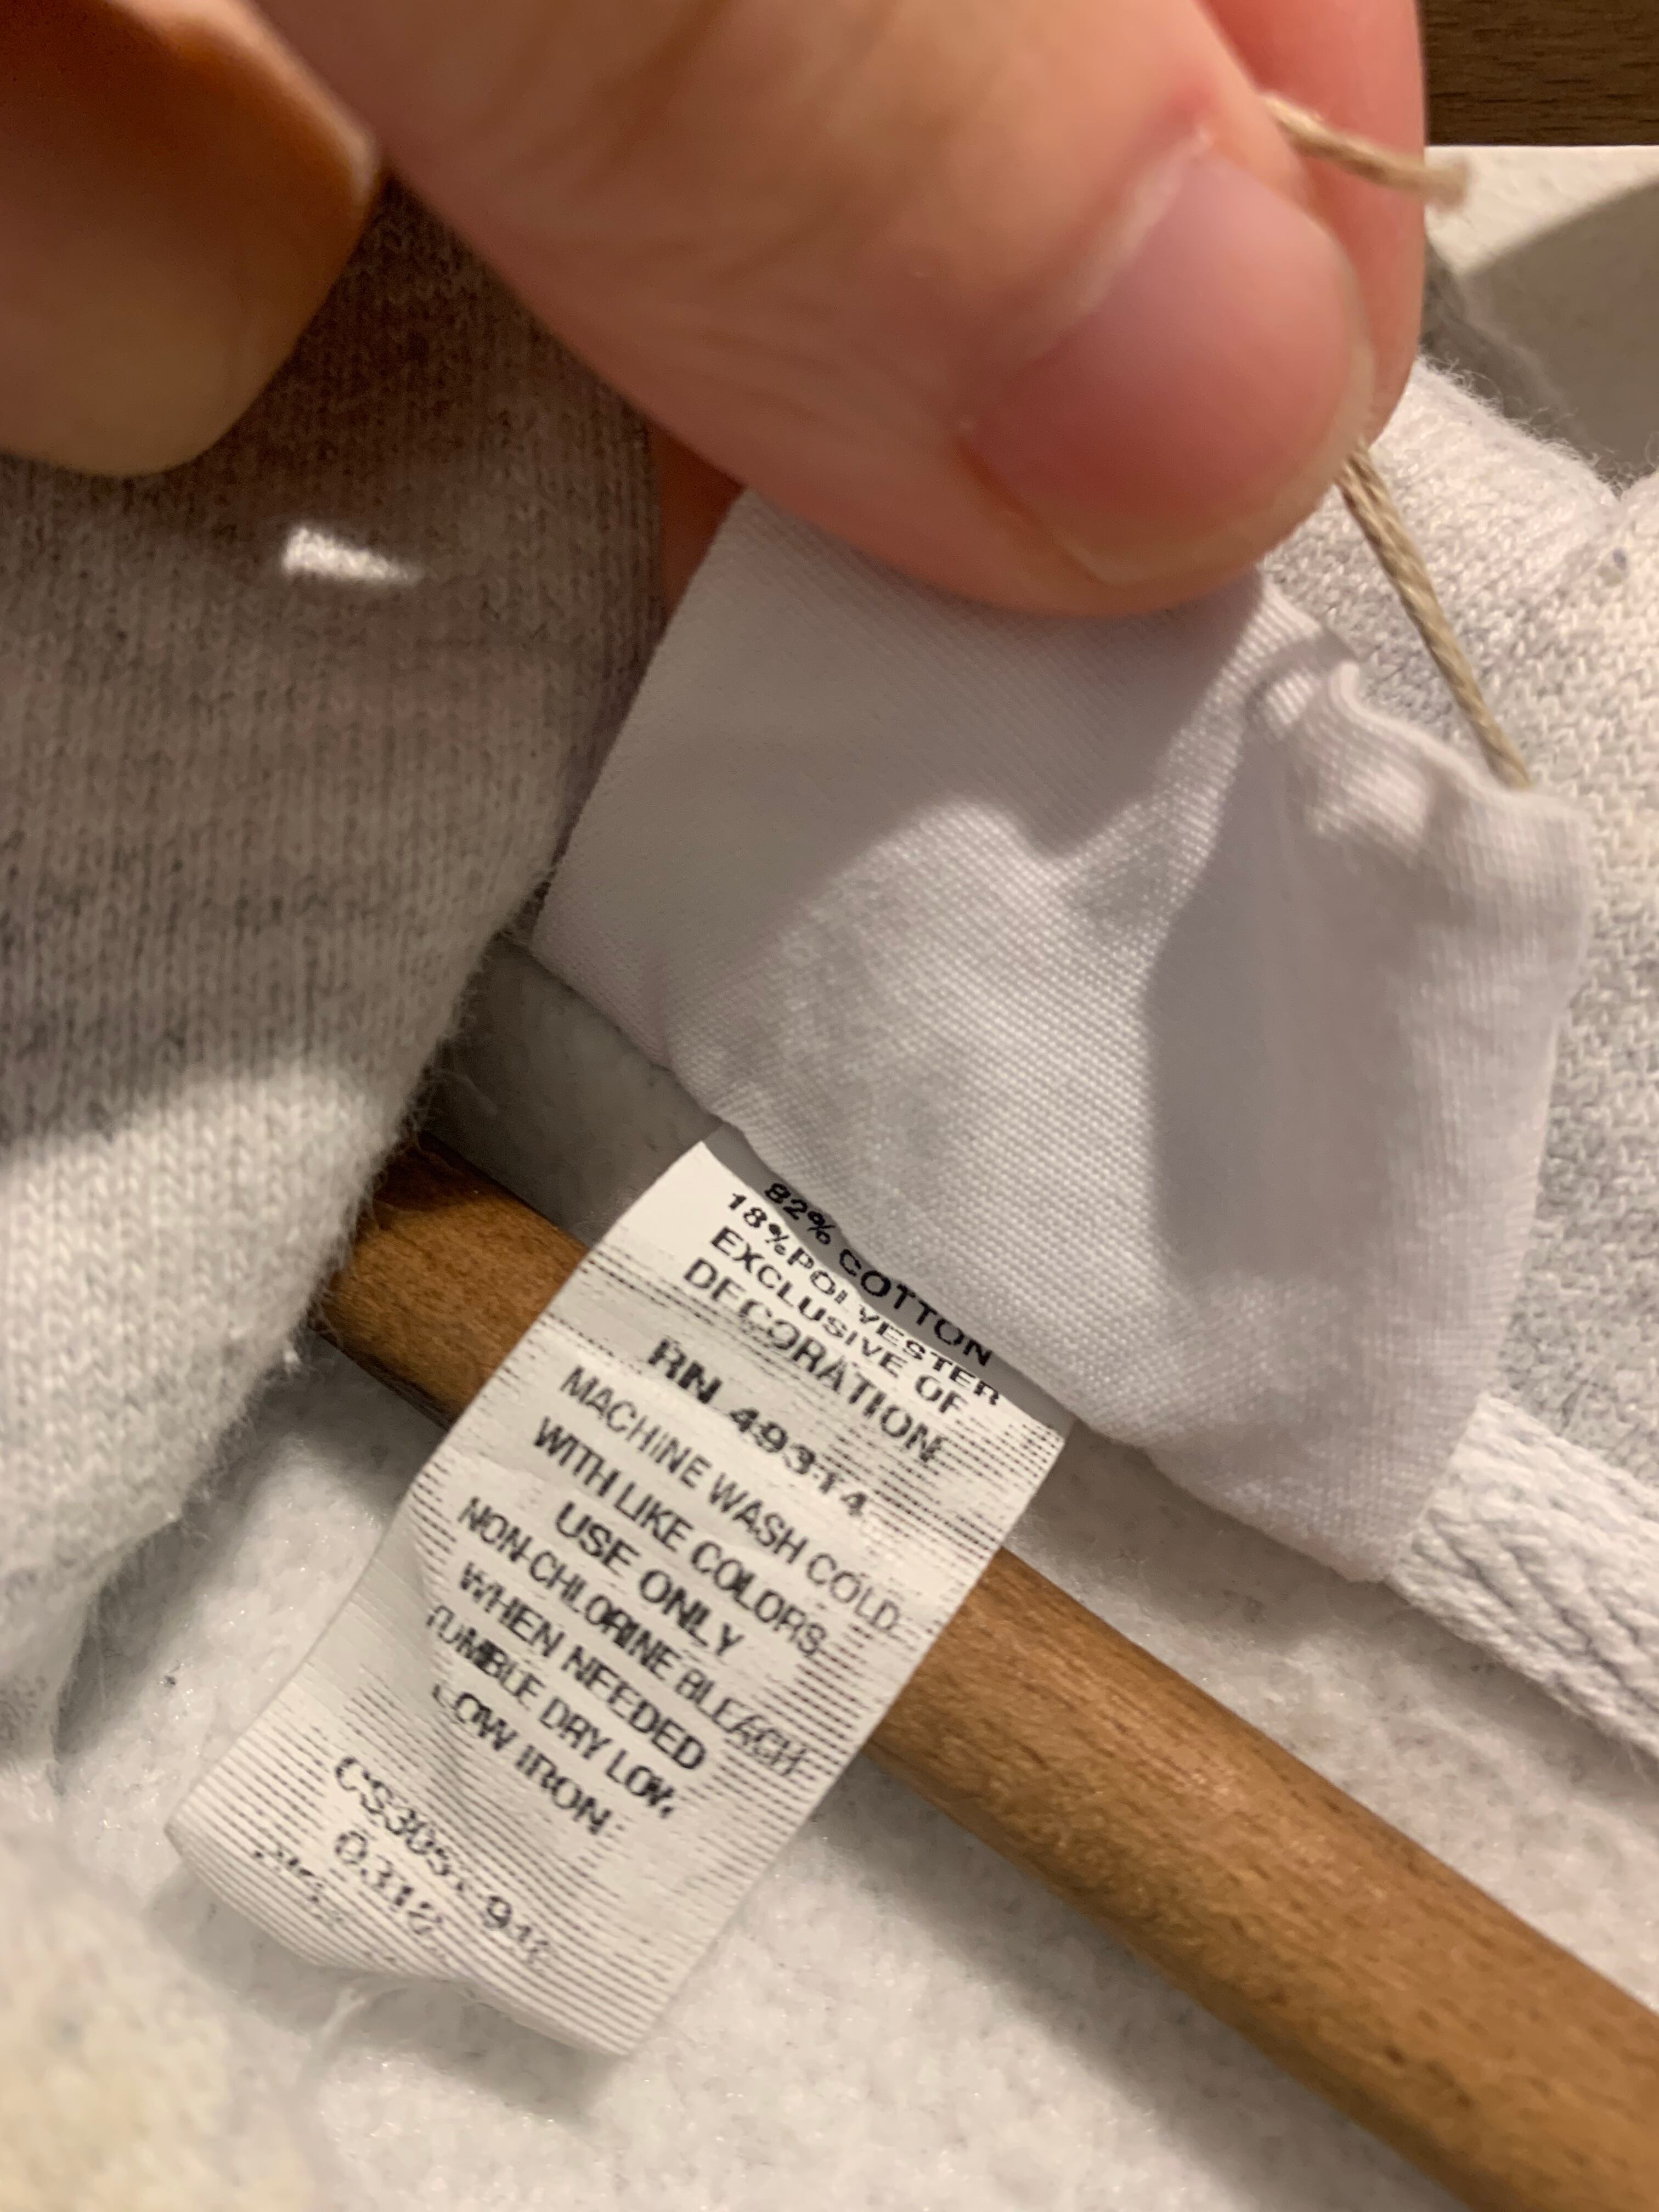 82% COTTON
18%POLYESTER
EXCLUSIVE OF
DECORATION
RN 49314
MACHINE WASH COLD
WITH LIKE COLORS
USE ONLY
NON-CHLORINE BLEACH
WHEN NEEDED
TUMBLE DRY LOW,
LOW IRON